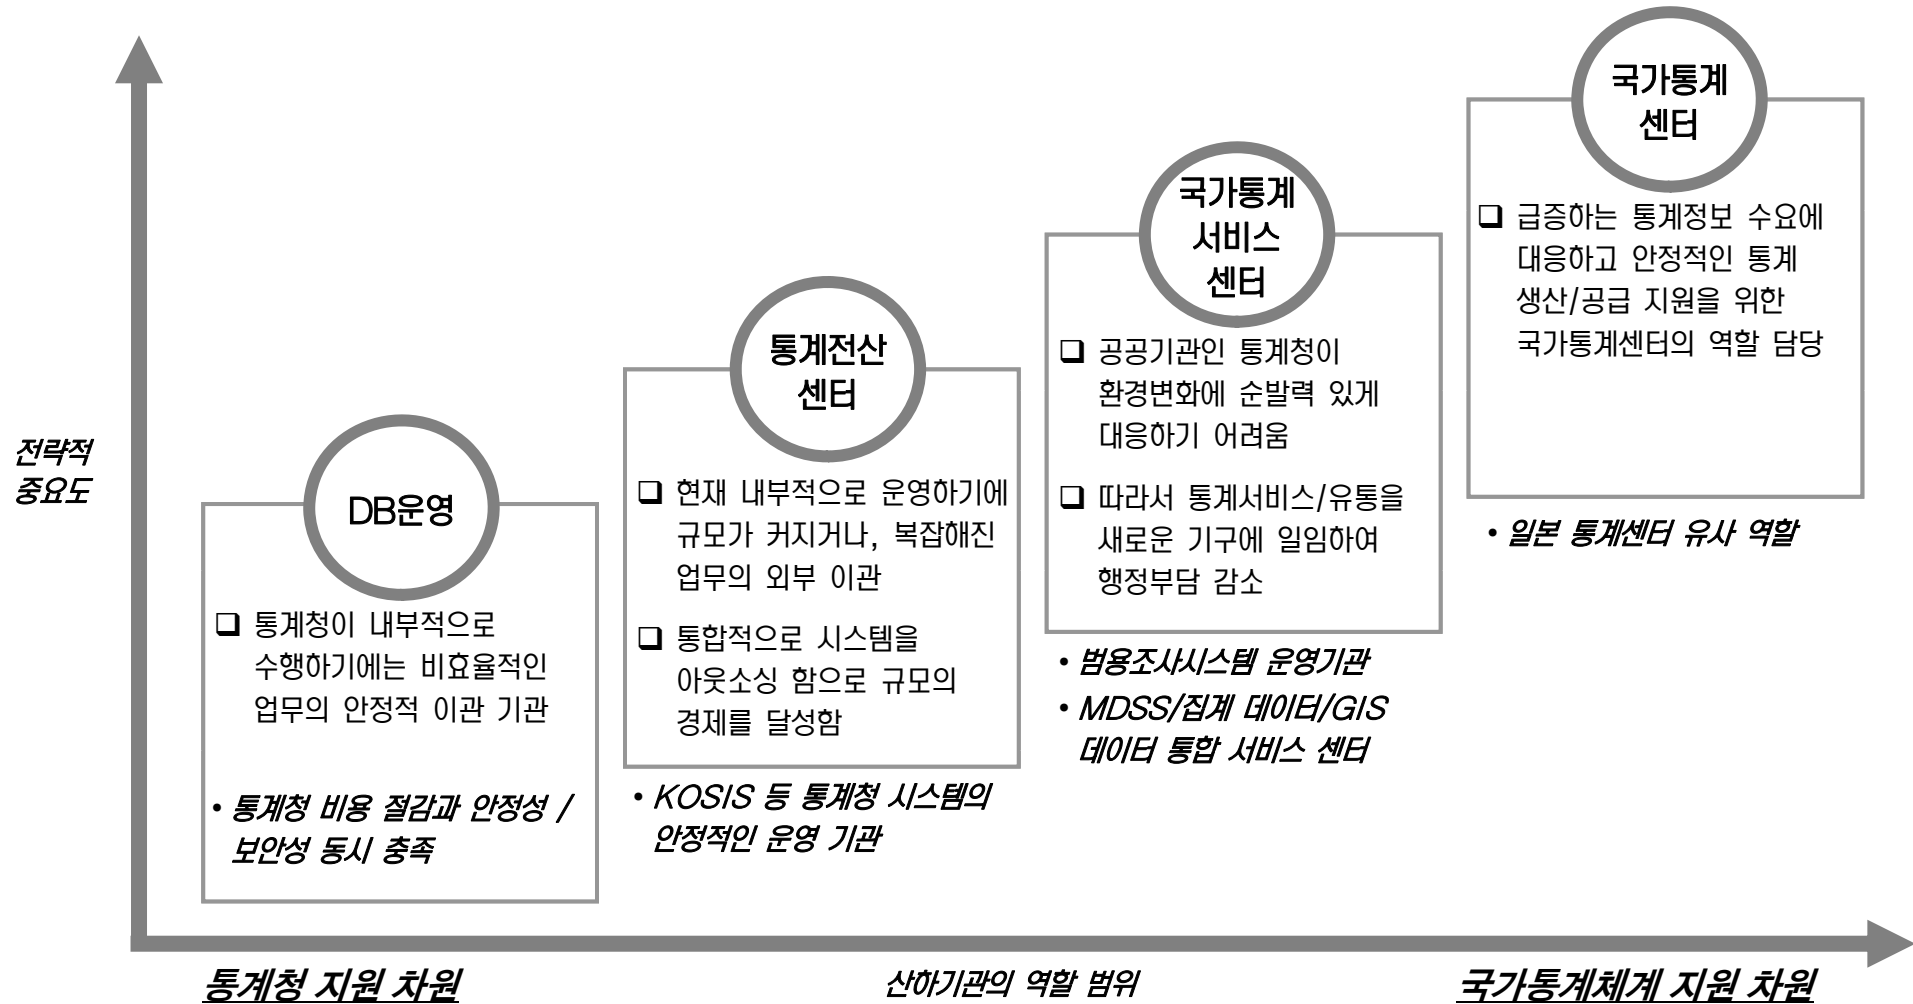 전략적
중요도
DB운영
❑ 통계청이 내부적으로
수행하기에는 비효율적인
업무의 안정적 이관 기관
• 통계청 비용 절감과 안정성 /
보안성 동시 충족
통계전산
센터
❑ 현재 내부적으로 운영하기에
규모가 커지거나, 복잡해진
업무의 외부 이관
❑ 통합적으로 시스템을
아웃소싱 함으로 규모의
경제를 달성함
• KOSIS 등 통계청 시스템의
안정적인 운영 기관
국가통계
서비스
센터
❑ 공공기관인 통계청이
환경변화에 순발력 있게
대응하기 어려움
❑ 따라서 통계서비스/유통을
새로운 기구에 일임하여
행정부담 감소
• 범용조사시스템 운영기관
• MDSS/집계 데이터/GIS
데이터 통합 서비스 센터
국가통계
센터
❑ 급증하는 통계정보 수요에
대응하고 안정적인 통계
생산/공급 지원을 위한
국가통계센터의 역할 담당
• 일본 통계센터 유사 역할
통계청 지원 차원
산하기관의 역할 범위
국가통계체계 지원 차원